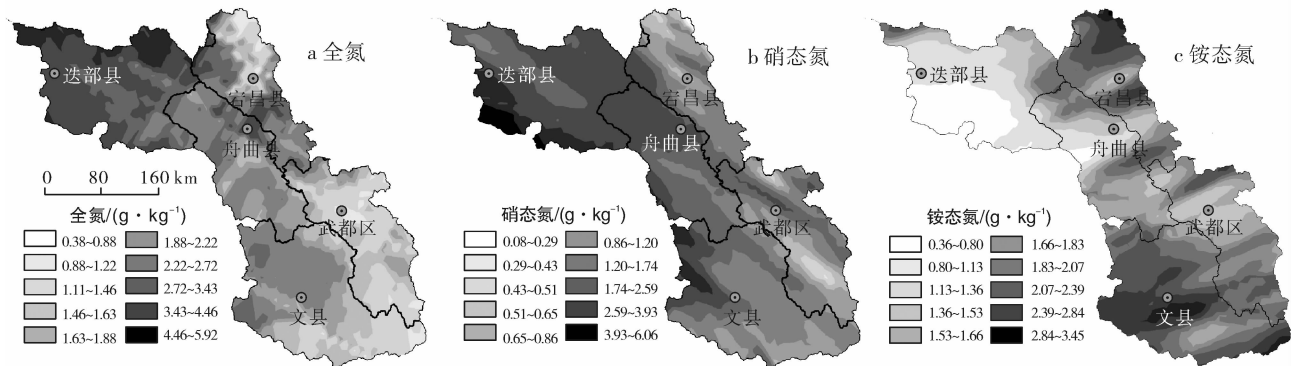 a 全氮
迭部县
宕昌县
舟曲县
武都区
文县
0 80 160 km
全氮/(g·kg⁻¹)
0.38~0.88 1.88~2.22
0.88~1.22 2.22~2.72
1.11~1.46 2.72~3.43
1.46~1.63 3.43~4.46
1.63~1.88 4.46~5.92
b 硝态氮
迭部县
宕昌县
舟曲县
武都区
文县
硝态氮/(g·kg⁻¹)
0.08~0.29 0.86~1.20
0.29~0.43 1.20~1.74
0.43~0.51 1.74~2.59
0.51~0.65 2.59~3.93
0.65~0.86 3.93~6.06
c 铵态氮
迭部县
宕昌县
舟曲县
武都区
文县
铵态氮/(g·kg⁻¹)
0.36~0.80 1.66~1.83
0.80~1.13 1.83~2.07
1.13~1.36 2.07~2.39
1.36~1.53 2.39~2.84
1.53~1.66 2.84~3.45